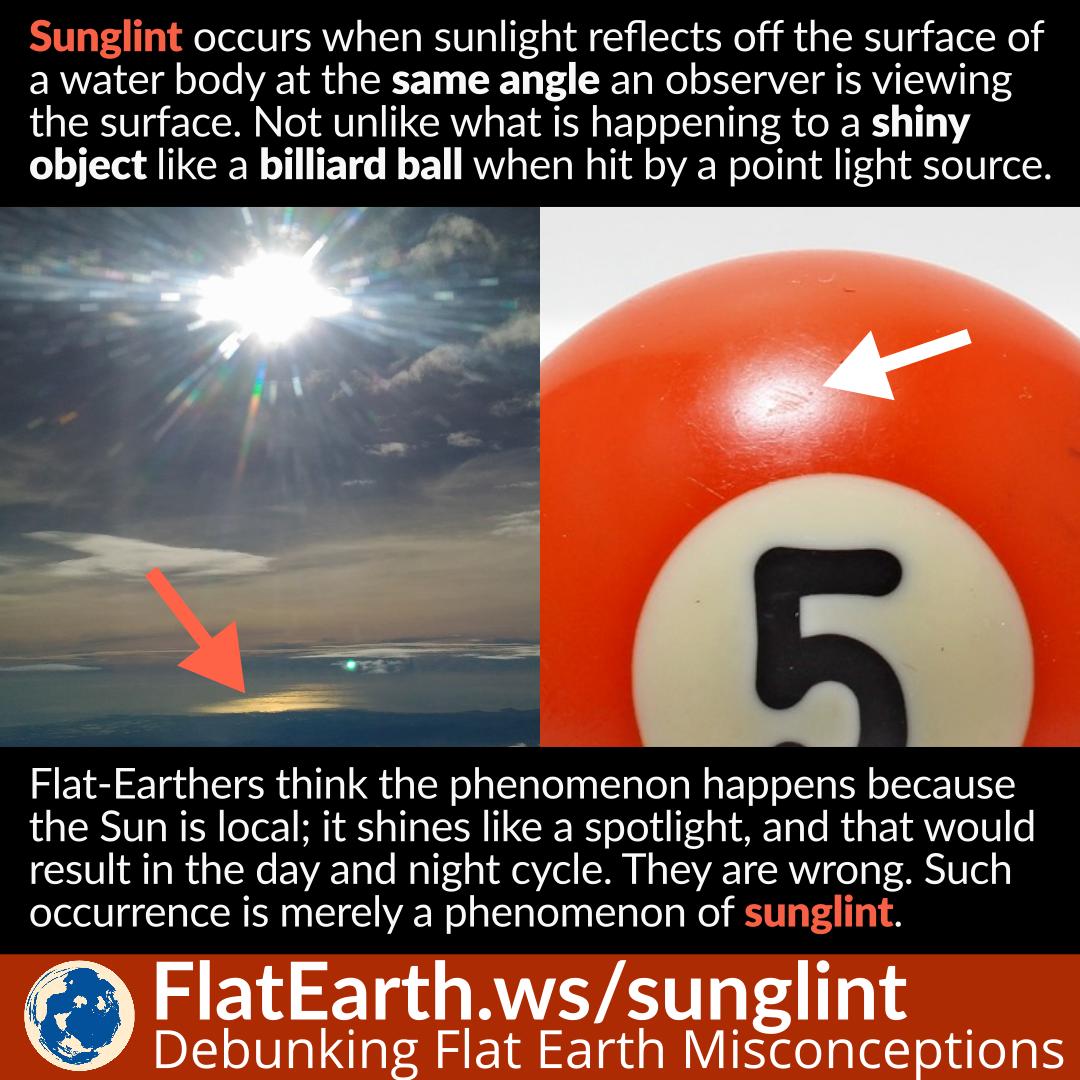 Sunglint occurs when sunlight reflects off the surface of
a water body at the same angle an observer is viewing
the surface. Not unlike what is happening to a shiny
object like a billiard ball when hit by a point light source.
5
Flat-Earthers think the phenomenon happens because
the Sun is local; it shines like a spotlight, and that would
result in the day and night cycle. They are wrong. Such
occurrence is merely a phenomenon of sunglint.
FlatEarth.ws/sunglint
Debunking Flat Earth Misconceptions